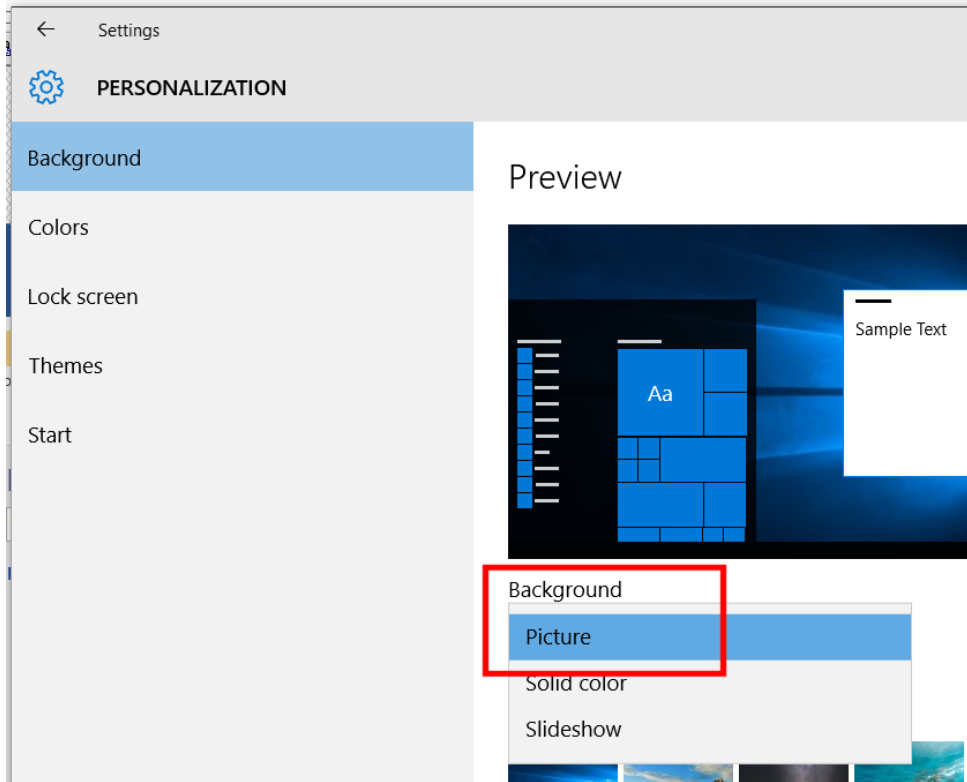 Settings
PERSONALIZATION
Background
Colors
Lock screen
Themes
Start
Preview
Aa
Sample Text
Background
Picture
Solid color
Slideshow